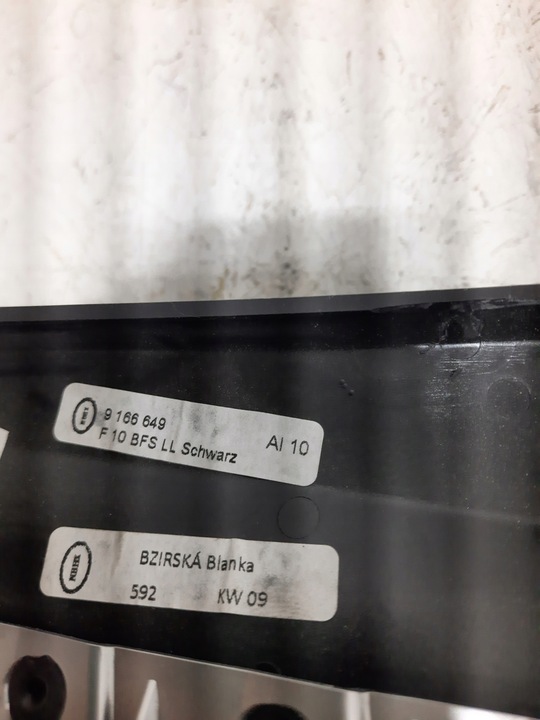 9 166 649
F 10 BFS LL Schwarz
AI 10
BZIRSKÁ Blanka
592 KW 09